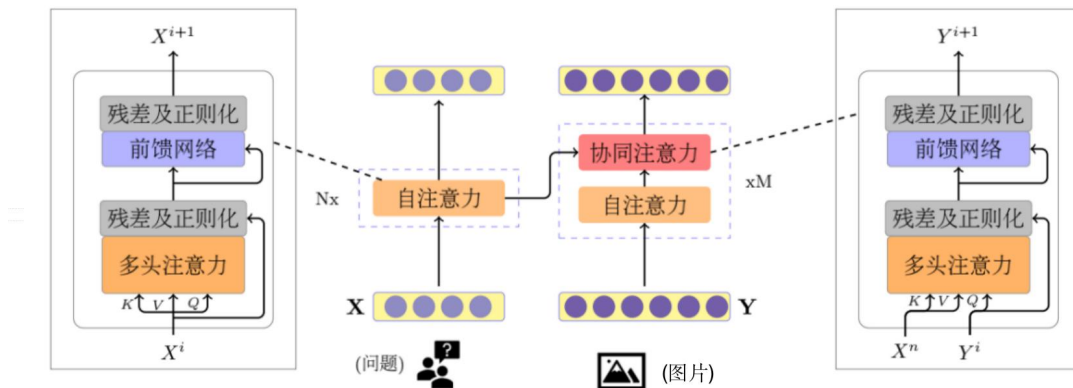 X^{i+1}
残差及正则化
前馈网络
残差及正则化
多头注意力
K V Q
X^i
Nx
自注意力
X
(问题)
?
协同注意力
自注意力
xM
Y
(图片)
Y^{i+1}
残差及正则化
前馈网络
残差及正则化
多头注意力
K V Q
X^n Y^i